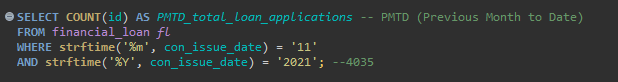 SELECT COUNT(id) AS PMTD_total_loan_applications -- PMTD (Previous Month to Date)
FROM financial_loan fl
WHERE strftime('%m', con_issue_date) = '11'
AND strftime('%Y', con_issue_date) = '2021'; --4035